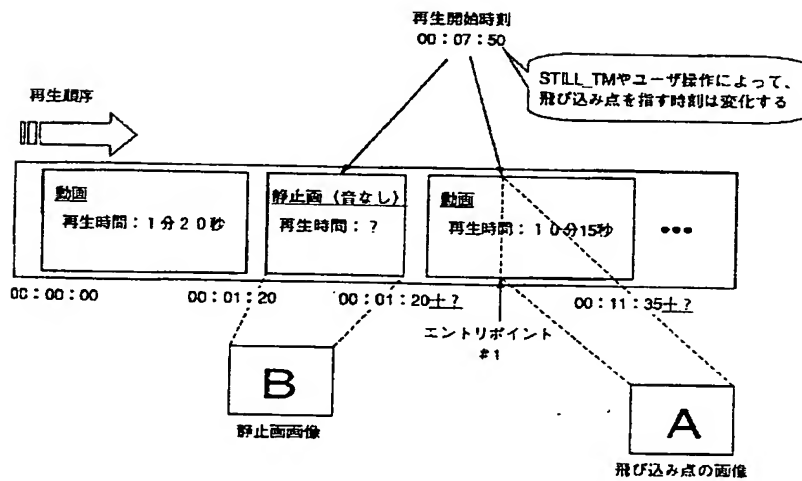 再生開始時刻
00:07:50
STILL_TMやユーザ操作によって、
飛び込み点を指す時刻は変化する
再生順序
動画
再生時間：1分20秒
静止画（音なし）
再生時間：？
動画
再生時間：10分15秒
•••
00:00:00
00:01:20
00:01:20±?
00:11:35±?
エントリポイント
#1
B
静止画画像
A
飛び込み点の画像